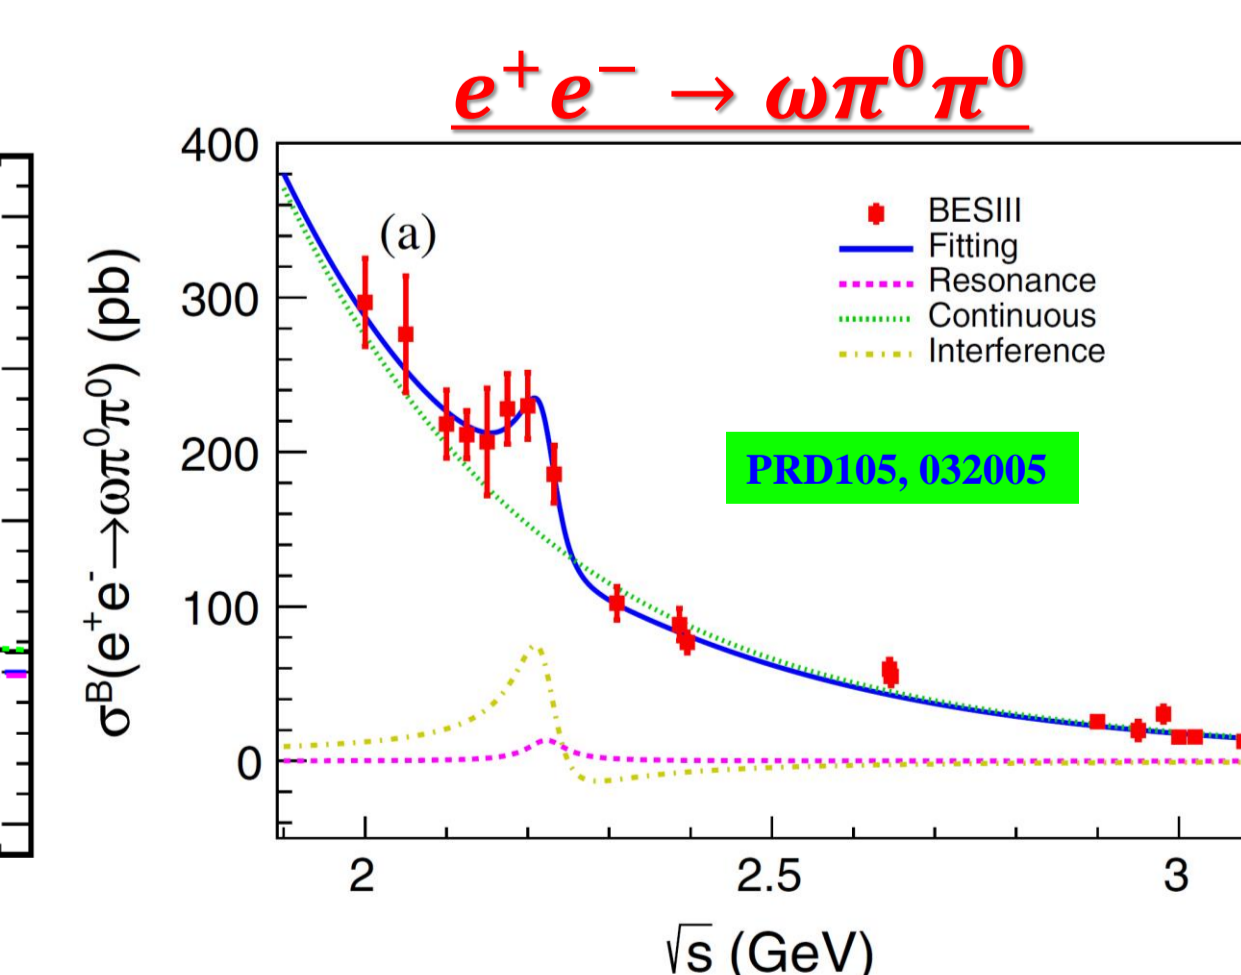 e⁺e⁻ → ωπ⁰π⁰
400
300
200
100
0
σᴮ(e⁺e⁻→ωπ⁰π⁰) (pb)
(a)
BESIII
Fitting
Resonance
Continuous
Interference
PRD105, 032005
2
2.5
3
√s (GeV)